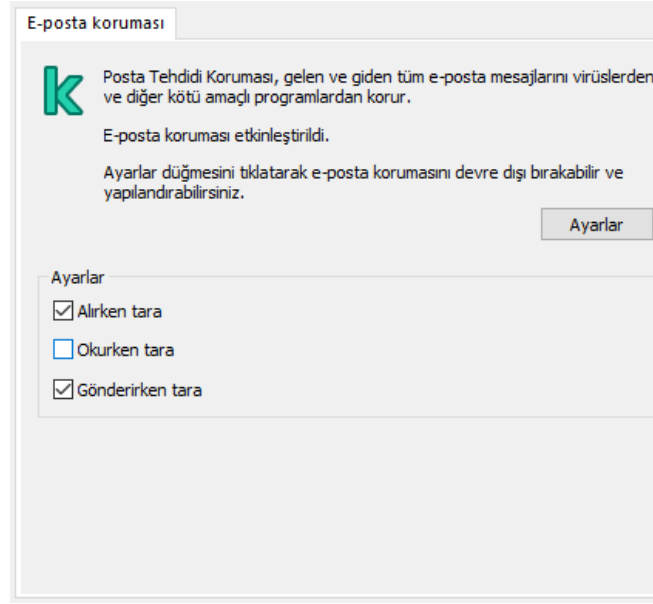 E-posta koruması
Posta Tehdidi Koruması, gelen ve giden tüm e-posta mesajlarını virüslerden
ve diğer kötü amaçlı programlardan korur.
E-posta koruması etkinleştirildi.
Ayarlar düğmesini tıklatarak e-posta korumasını devre dışı bırakabilir ve
yapılandırabilirsiniz.
Ayarlar
Ayarlar
Alırken tara
Okurken tara
Gönderirken tara